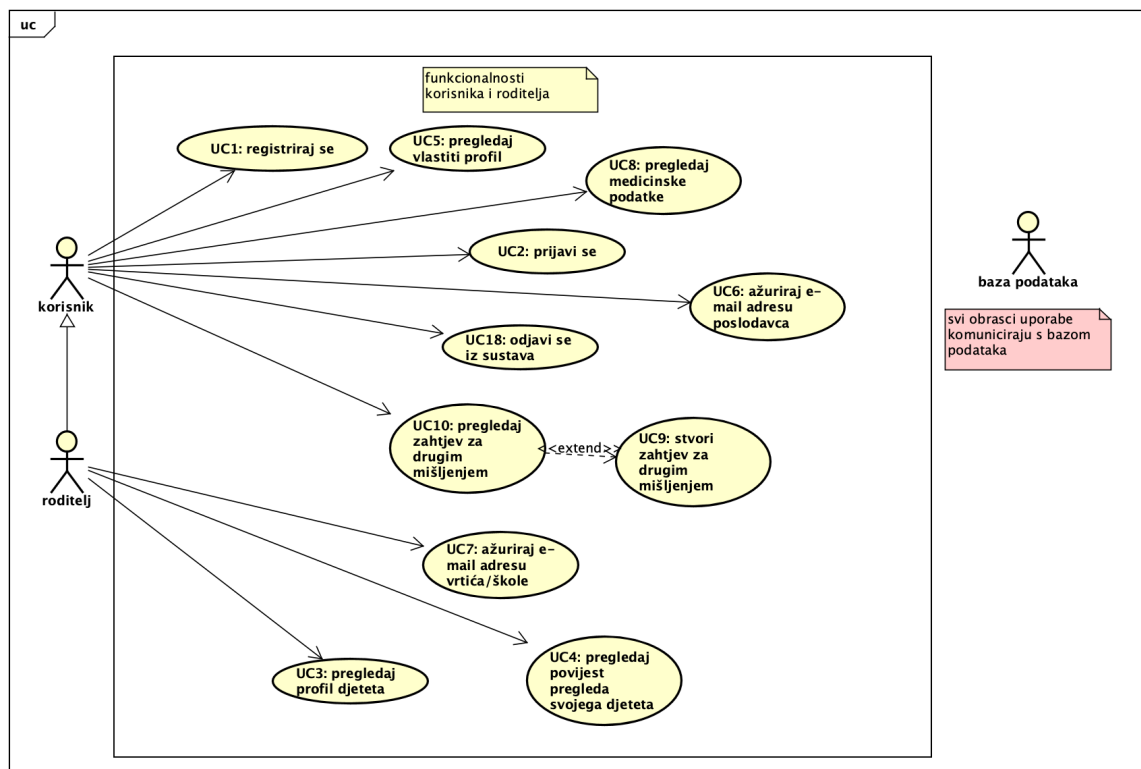 uc
funkcionalnosti
korisnika i roditelja
UC1: registriraj se
UC5: pregledaj
vlastiti profil
UC8: pregledaj
medicinske
podatke
UC2: prijavi se
korisnik
baza podataka
UC6: ažuriraj e-
mail adresu
poslodavca
svi obrasci uporabe
komuniciraju s bazom
podataka
UC18: odjavi se
iz sustava
UC10: pregledaj
zahtjev za
drugim
mišljenjem
<extend>
UC9: stvori
zahtjev za
drugim
mišljenjem
roditelj
UC7: ažuriraj e-
mail adresu
vrtića/škole
UC3: pregledaj
profil djeteta
UC4: pregledaj
povijest
pregleda
svojega djeteta